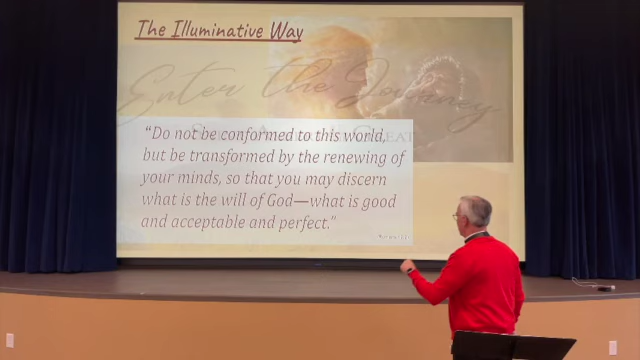 The Illuminative Way
Enter the Journey
“Do not be conformed to this world,
but be transformed by the renewing of
your minds, so that you may discern
what is the will of God—what is good
and acceptable and perfect.”